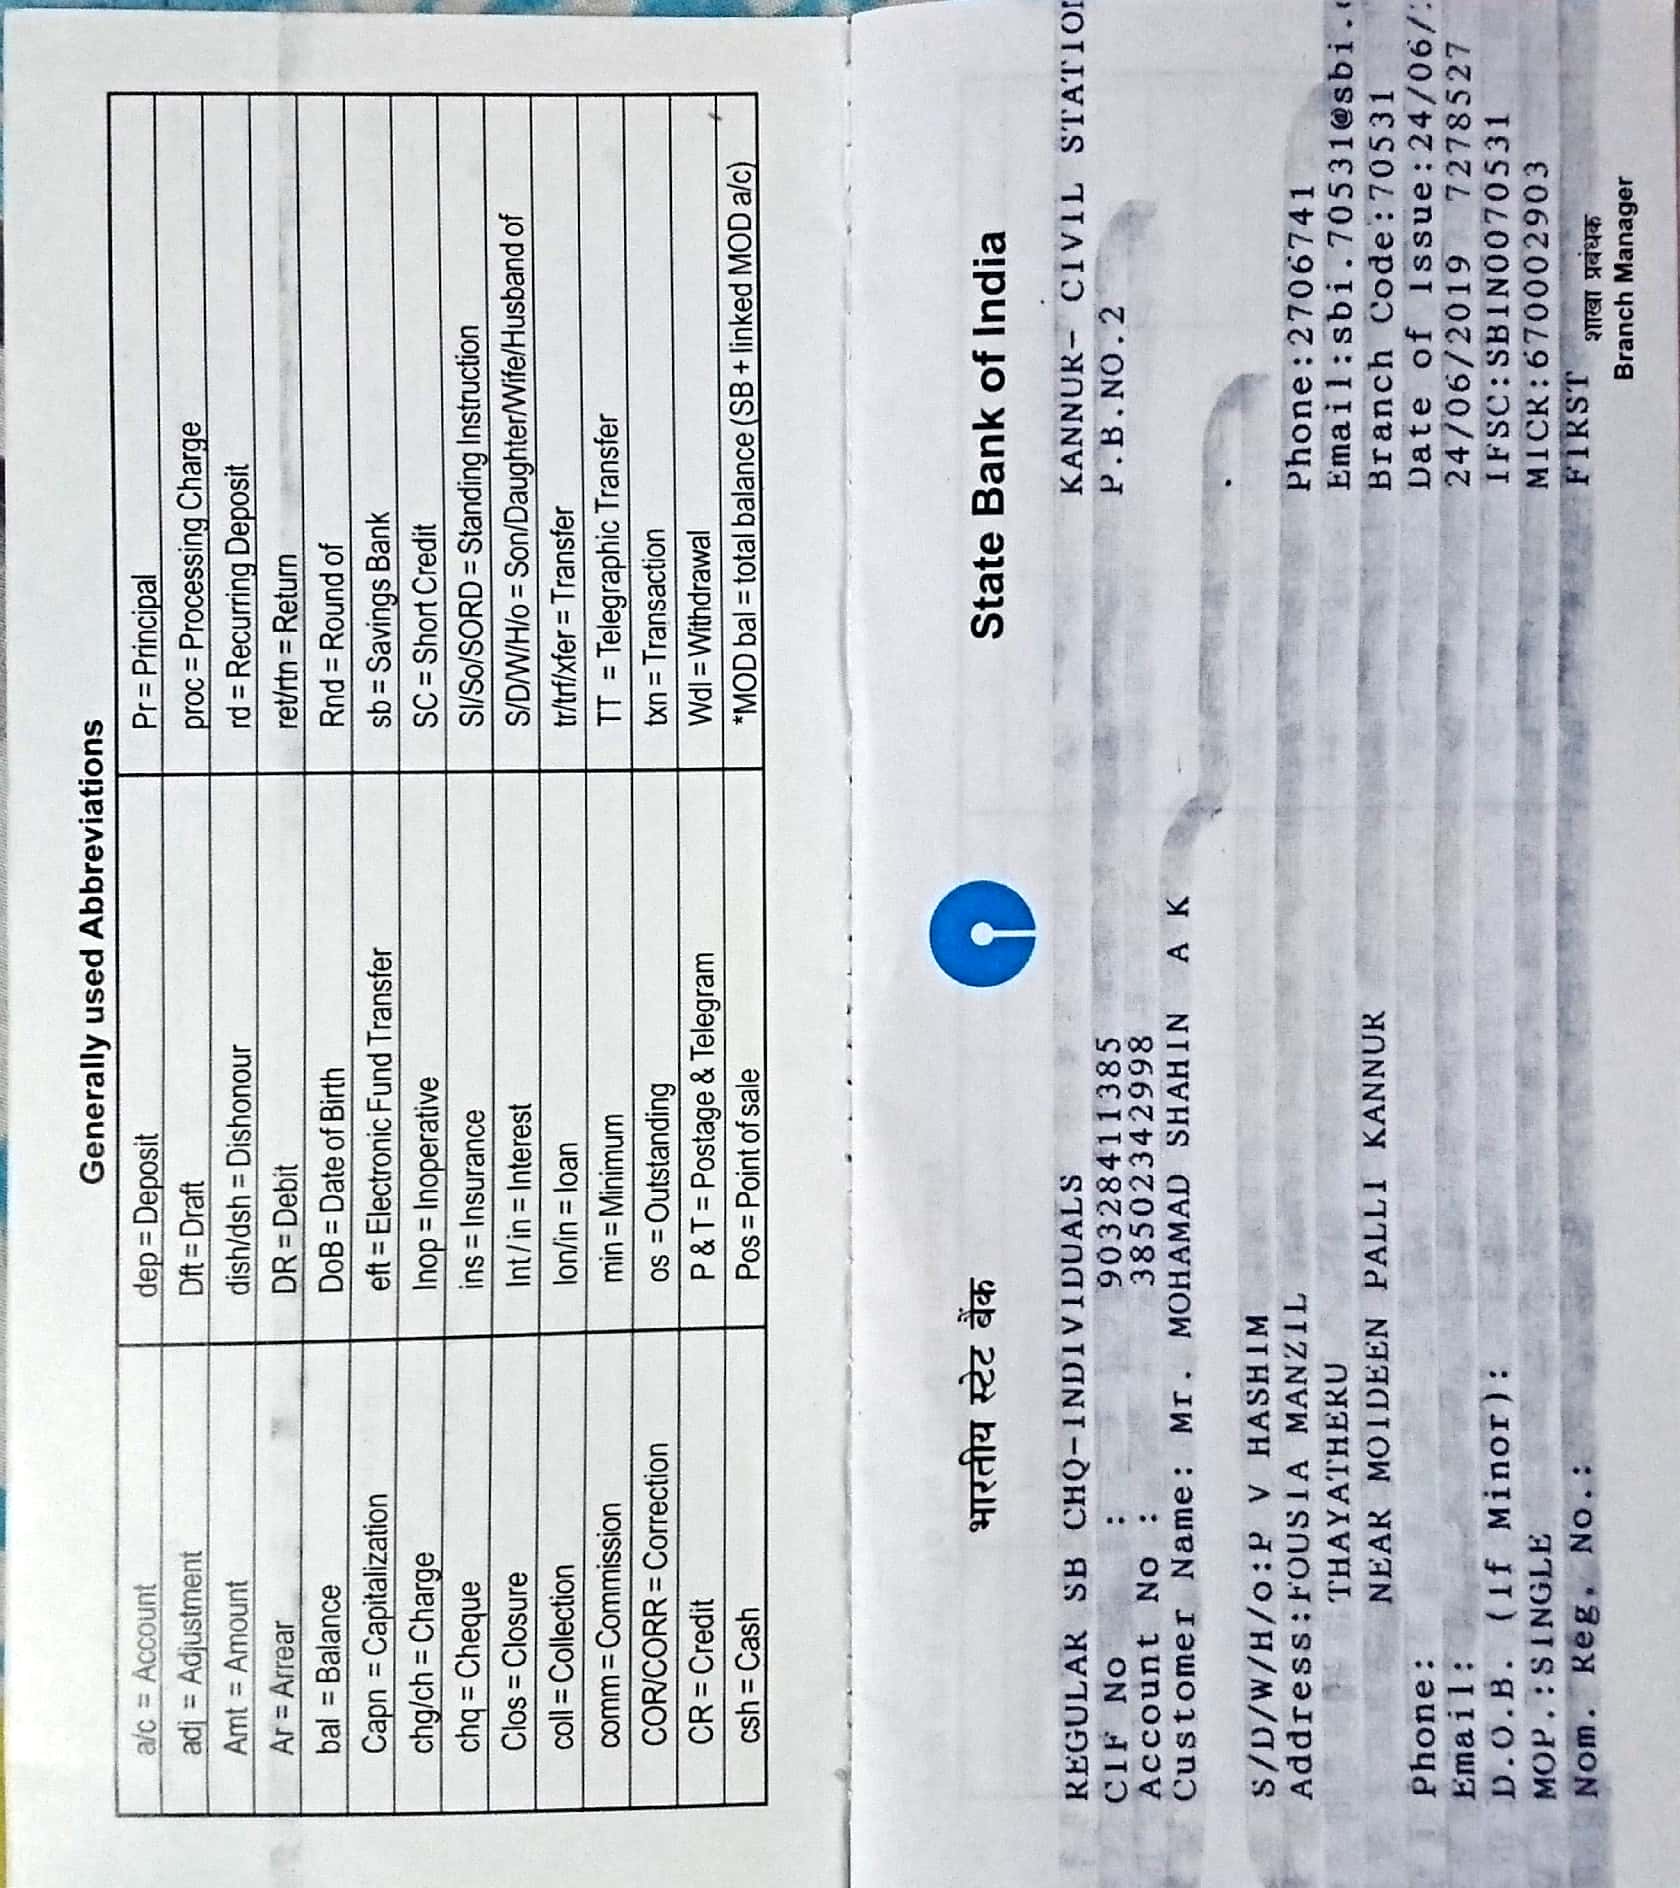 Generally used Abbreviations
a/c = Account
adj = Adjustment
Amt = Amount
Ar = Arrear
bal = Balance
Capn = Capitalization
chg/ch = Charge
chq = Cheque
Clos = Closure
coll = Collection
comm = Commission
COR/CORR = Correction
CR = Credit
csh = Cash
dep = Deposit
Dft = Draft
dish/dsh = Dishonour
DR = Debit
DoB = Date of Birth
eft = Electronic Fund Transfer
Inop = Inoperative
ins = Insurance
Int / in = Interest
lon/in = loan
min = Minimum
os = Outstanding
P & T = Postage & Telegram
Pos = Point of sale
Pr = Principal
proc = Processing Charge
rd = Recurring Deposit
ret/rtn = Return
Rnd = Round of
sb = Savings Bank
SC = Short Credit
SI/So/SORD = Standing Instruction
S/D/W/H/o = Son/Daughter/Wife/Husband of
tr/trf/xfer = Transfer
TT = Telegraphic Transfer
txn = Transaction
Wdl = Withdrawal
*MOD bal = total balance (SB + linked MOD a/c)
भारतीय स्टेट बैंक
State Bank of India
REGULAR SB CHQ-INDIVIDUALS
CIF No : 90328411385
Account No : 38502342998
Customer Name: Mr. MOHAMAD SHAHIN A K
S/D/W/H/o:P V HASHIM
Address:FOUSIA MANZIL
THAYATHERU
NEAR MOIDEEN PALLI KANNUR
Phone:
Email:
D.O.B. (If Minor):
MOP.:SINGLE
Nom. Reg. No.:
KANNUR- CIVIL STATION
P.B.NO.2
Phone:2706741
Email:sbi.70531@sbi.
Branch Code:70531
Date of Issue:24/06/
24/06/2019 7278527
IFSC:SBIN0070531
MICR:670002903
FIRST
शाखा प्रबंधक
Branch Manager